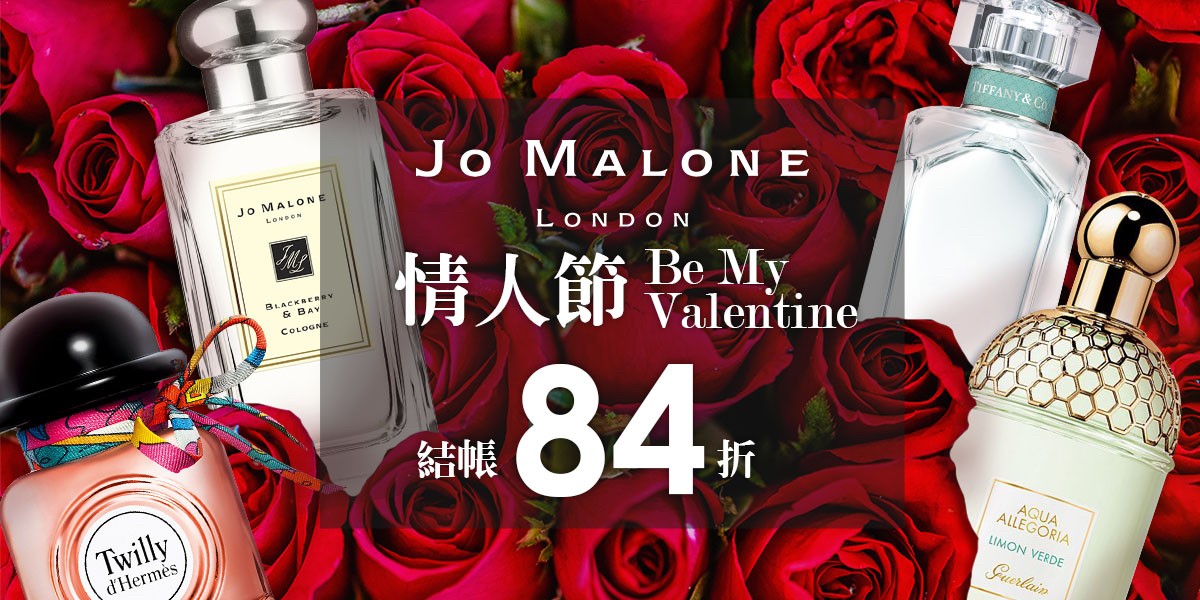 JO MALONE
LONDON
情人節 Be My Valentine
結帳 84 折
JO MALONE
LONDON
JML
BLACKBERRY
& BAY
COLOGNE
Twilly
d'Hermès
TIFFANY & CO.
AQUA
ALLEGORIA
LIMON VERDE
Guerlain